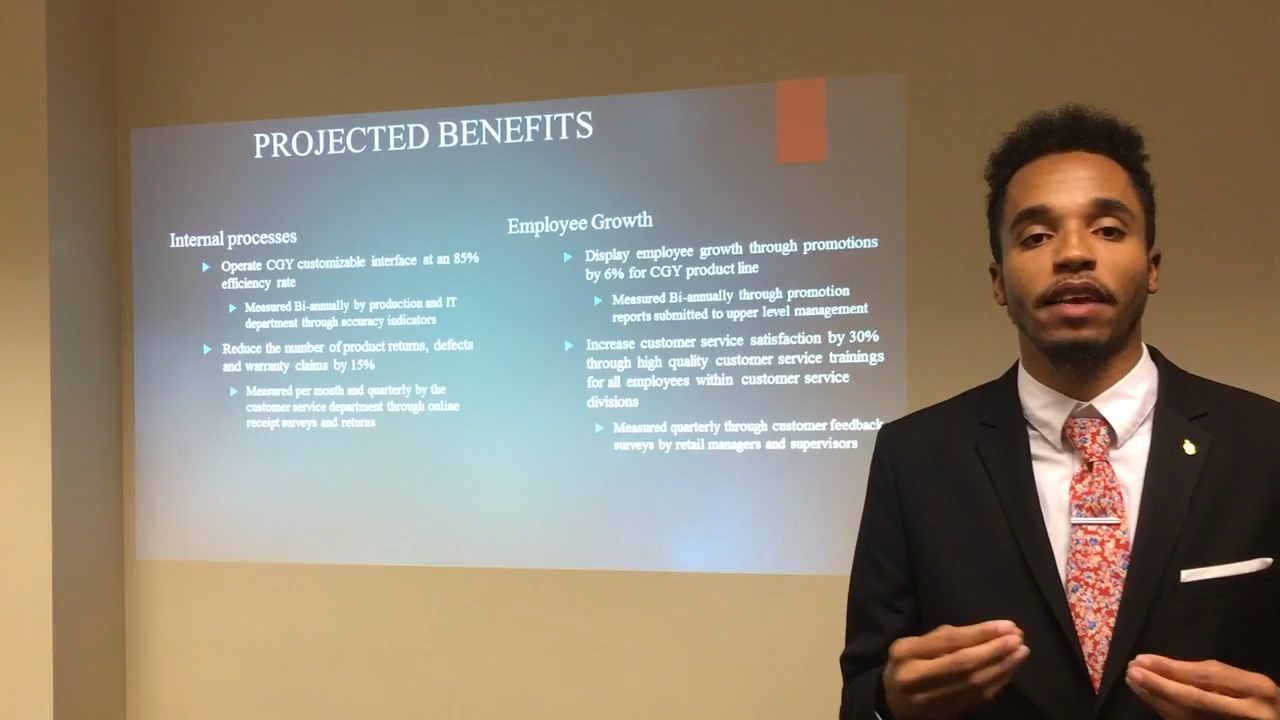 PROJECTED BENEFITS
Internal processes
Operate CGY customizable interface at an 85%
efficiency rate
Measured Bi-annually by production and IT
department through accuracy indicators
Reduce the number of product returns, defects
and warranty claims by 15%
Measured per month and quarterly by the
customer service department through online
receipt surveys and returns
Employee Growth
Display employee growth through promotions
by 6% for CGY product line
Measured Bi-annually through promotion
reports submitted to upper level management
Increase customer service satisfaction by 30%
through high quality customer service trainings
for all employees within customer service
divisions
Measured quarterly through customer feedback
surveys by retail managers and supervisors